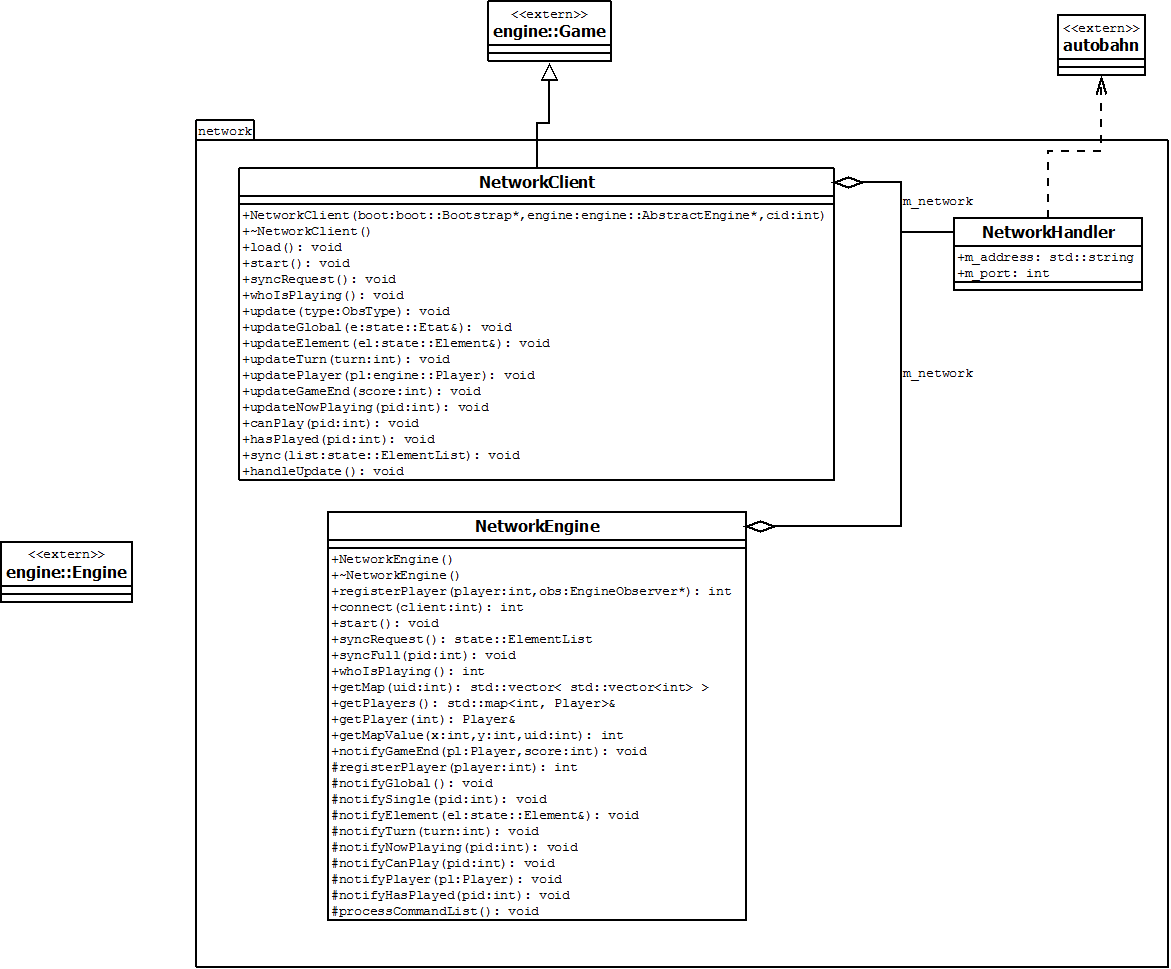 <<extern>>
engine::Game
<<extern>>
autobahn
network
NetworkClient
+NetworkClient(boot:boot::Bootstrap*,engine:engine::AbstractEngine*,cid:int)
+~NetworkClient()
+load(): void
+start(): void
+syncRequest(): void
+whoIsPlaying(): void
+update(type:ObsType): void
+updateGlobal(e:state::Etat&): void
+updateElement(el:state::Element&): void
+updateTurn(turn:int): void
+updatePlayer(pl:engine::Player): void
+updateGameEnd(score:int): void
+updateNowPlaying(pid:int): void
+canPlay(pid:int): void
+hasPlayed(pid:int): void
+sync(list:state::ElementList): void
+handleUpdate(): void
m_network
NetworkHandler
+m_address: std::string
+m_port: int
m_network
NetworkEngine
+NetworkEngine()
+~NetworkEngine()
+registerPlayer(player:int,obs:EngineObserver*): int
+connect(client:int): int
+start(): void
+syncRequest(): state::ElementList
+syncFull(pid:int): void
+whoIsPlaying(): int
+getMap(uid:int): std::vector< std::vector<int> >
+getPlayers(): std::map<int, Player>&
+getPlayer(int): Player&
+getMapValue(x:int,y:int,uid:int): int
+notifyGameEnd(pl:Player,score:int): void
#registerPlayer(player:int): int
#notifyGlobal(): void
#notifySingle(pid:int): void
#notifyElement(el:state::Element&): void
#notifyTurn(turn:int): void
#notifyNowPlaying(pid:int): void
#notifyCanPlay(pid:int): void
#notifyPlayer(pl:Player): void
#notifyHasPlayed(pid:int): void
#processCommandList(): void
<<extern>>
engine::Engine